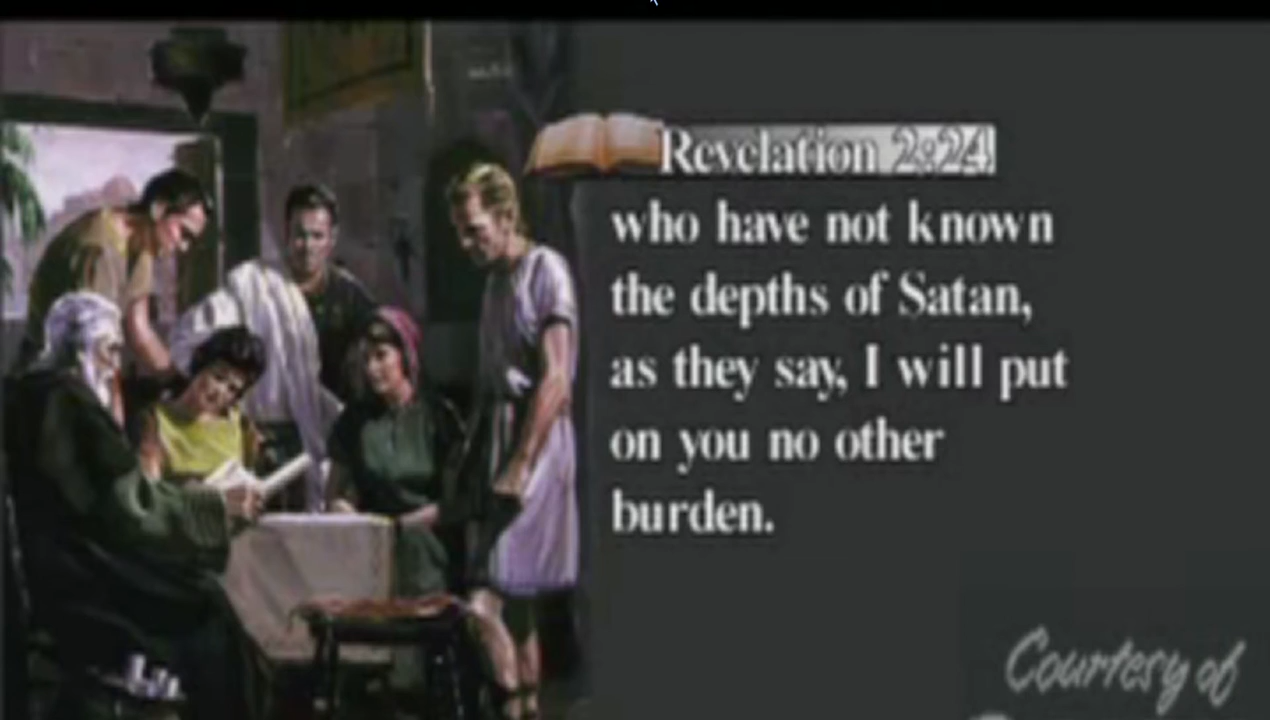 Revelation 2:24
who have not known
the depths of Satan,
as they say, I will put
on you no other
burden.
Courtesy of